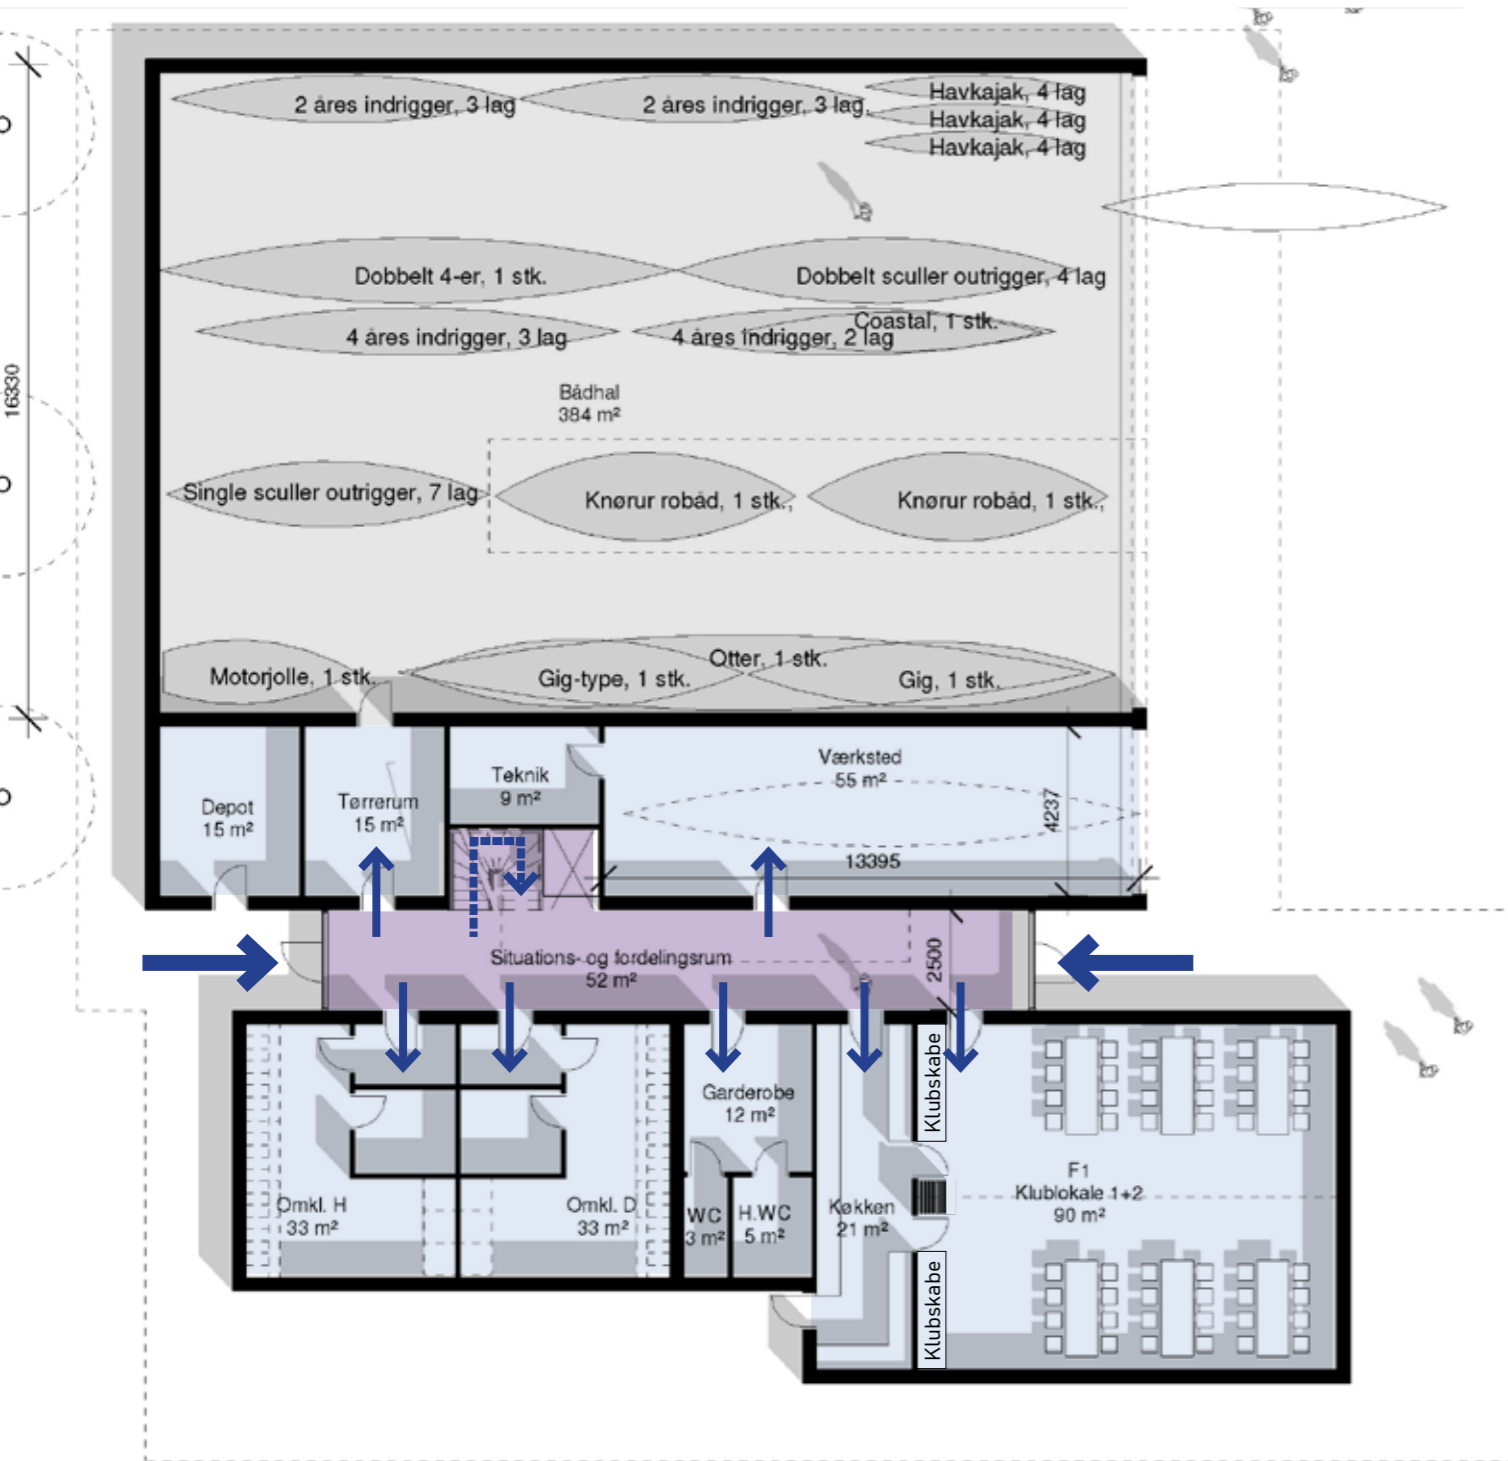 2 åres indrigger, 3 lag
2 åres indrigger, 3 lag
Havkajak, 4 lag
Havkajak, 4 lag
Havkajak, 4 lag
Dobbelt 4-er, 1 stk.
Dobbelt sculler outrigger, 4 lag
4 åres indrigger, 3 lag
4 åres indrigger, 2 lag
Coastal, 1 stk.
16330
Bådhal
384 m²
Single sculler outrigger, 7 lag
Knørur robåd, 1 stk.,
Knørur robåd, 1 stk.,
Motorjolle, 1 stk.
Gig-type, 1 stk.
Otter, 1 stk.
Gig, 1 stk.
Depot
15 m²
Tørrerum
15 m²
Teknik
9 m²
Værksted
55 m²
4237
13395
Situations- og fordelingsrum
52 m²
2500
Omkl. H
33 m²
Omkl. D
33 m²
Garderobe
12 m²
WC
3 m²
H.WC
5 m²
Køkken
21 m²
Klubskabe
Klubskabe
F1
Klublokale 1+2
90 m²